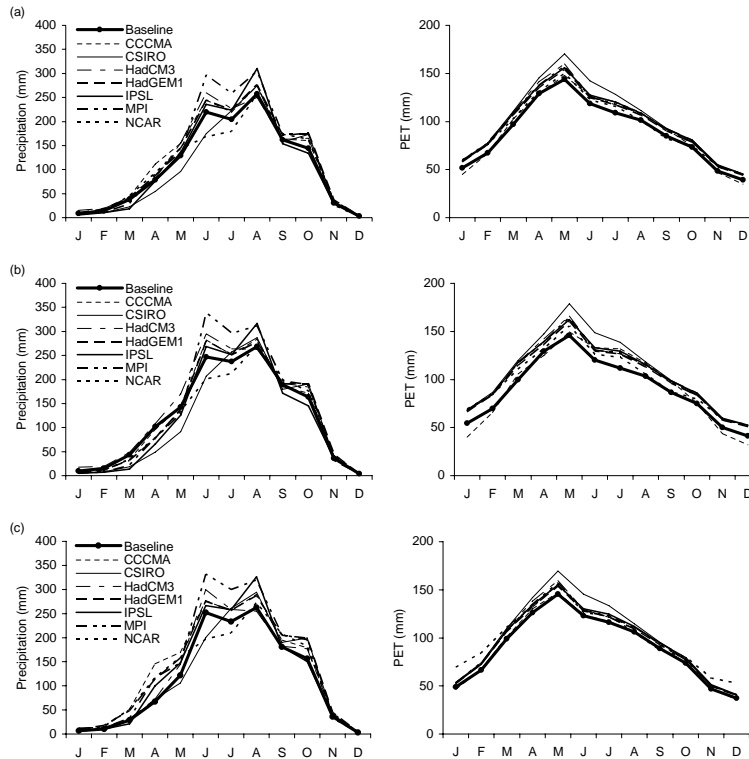 (a)
400
350
300
250
200
150
100
50
0
Precipitation (mm)
Baseline
CCCMA
CSIRO
HadCM3
HadGEM1
IPSL
MPI
NCAR
J F M A M J J A S O N D
200
150
100
50
0
PET (mm)
J F M A M J J A S O N D
(b)
400
350
300
250
200
150
100
50
0
Precipitation (mm)
Baseline
CCCMA
CSIRO
HadCM3
HadGEM1
IPSL
MPI
NCAR
J F M A M J J A S O N D
200
150
100
50
0
PET (mm)
J F M A M J J A S O N D
(c)
400
350
300
250
200
150
100
50
0
Precipitation (mm)
Baseline
CCCMA
CSIRO
HadCM3
HadGEM1
IPSL
MPI
NCAR
J F M A M J J A S O N D
200
150
100
50
0
PET (mm)
J F M A M J J A S O N D